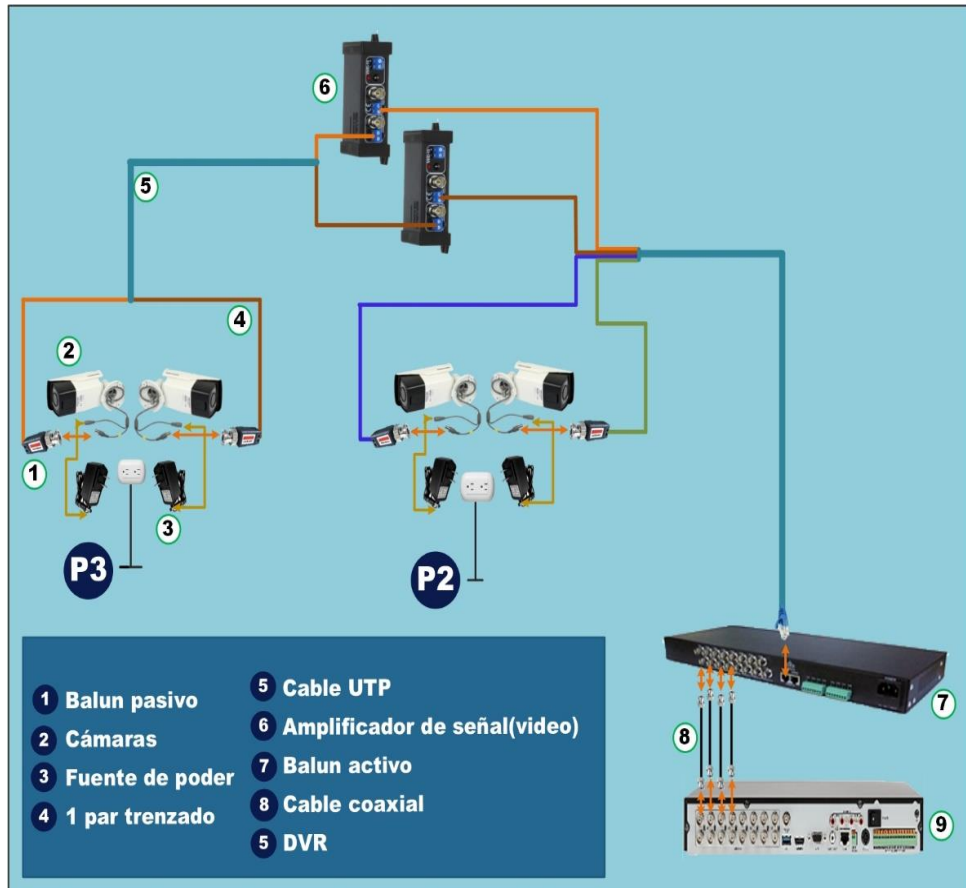 6
5
4
2
1
3
P3
P2
7
8
9
1 Balun pasivo
2 Cámaras
3 Fuente de poder
4 1 par trenzado
5 Cable UTP
6 Amplificador de señal(video)
7 Balun activo
8 Cable coaxial
5 DVR